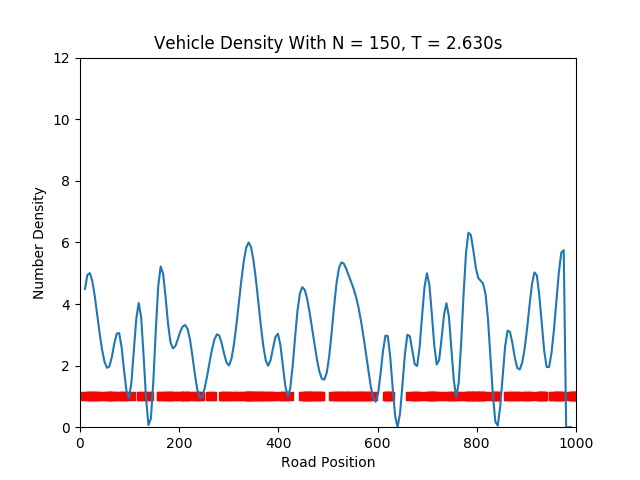 Vehicle Density With N = 150, T = 2.630s
12
10
8
6
4
2
0
Number Density
0 200 400 600 800 1000
Road Position